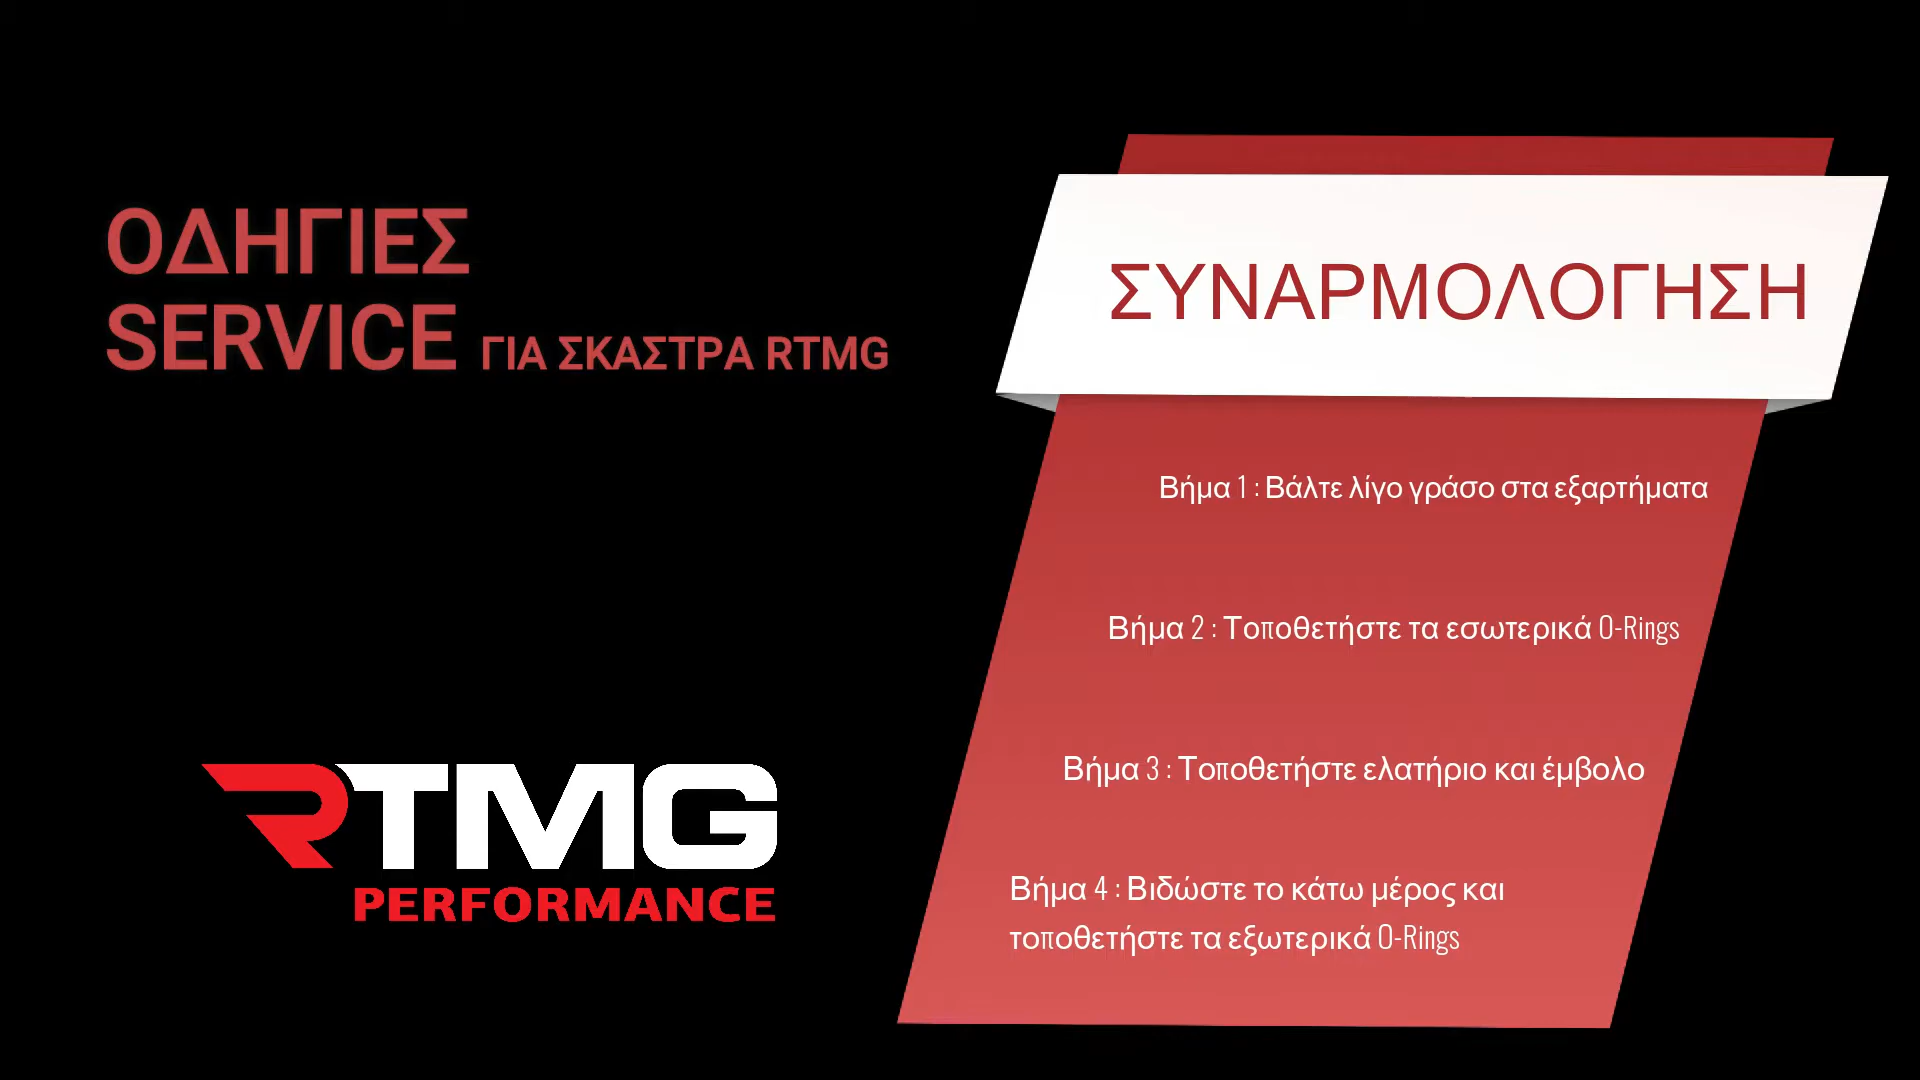 ΟΔΗΓΙΕΣ
SERVICE ΓΙΑ ΣΚΑΣΤΡΑ RTMG
ΣΥΝΑΡΜΟΛΟΓΗΣΗ
Βήμα 1 : Βάλτε λίγο γράσο στα εξαρτήματα
Βήμα 2 : Τοποθετήστε τα εσωτερικά O-Rings
Βήμα 3 : Τοποθετήστε ελατήριο και έμβολο
Βήμα 4 : Βιδώστε το κάτω μέρος και
τοποθετήστε τα εξωτερικά O-Rings
RTMG
PERFORMANCE